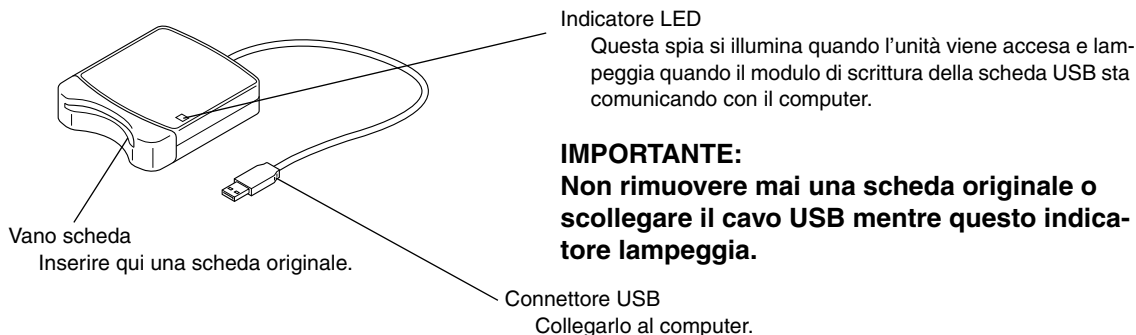 Indicatore LED
Questa spia si illumina quando l’unità viene accesa e lam-
peggia quando il modulo di scrittura della scheda USB sta
comunicando con il computer.
IMPORTANTE:
Non rimuovere mai una scheda originale o
scollegare il cavo USB mentre questo indica-
tore lampeggia.
Vano scheda
Inserire qui una scheda originale.
Connettore USB
Collegarlo al computer.